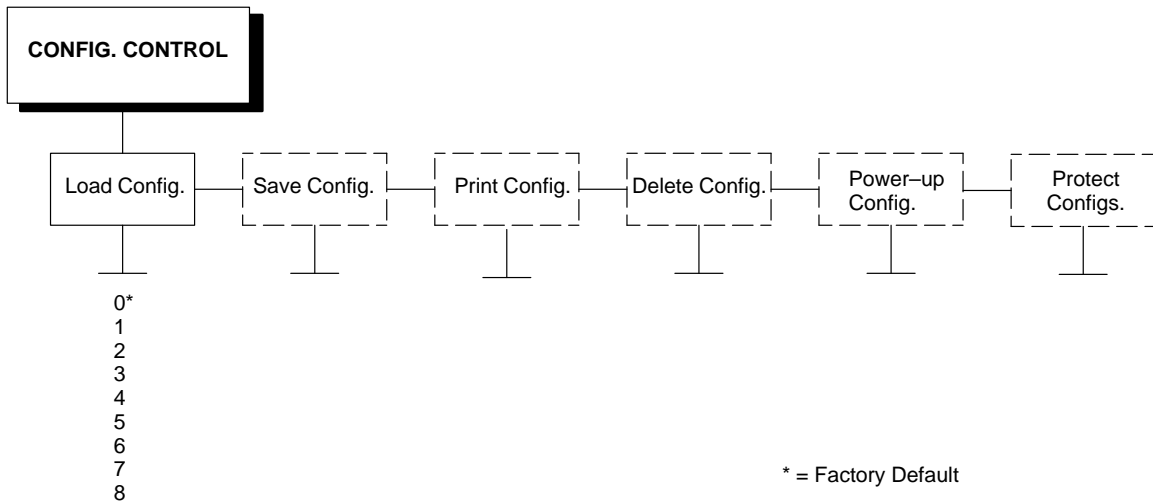 CONFIG. CONTROL
Load Config.
Save Config.
Print Config.
Delete Config.
Power–up
Config.
Protect
Configs.
0*
1
2
3
4
5
6
7
8
* = Factory Default